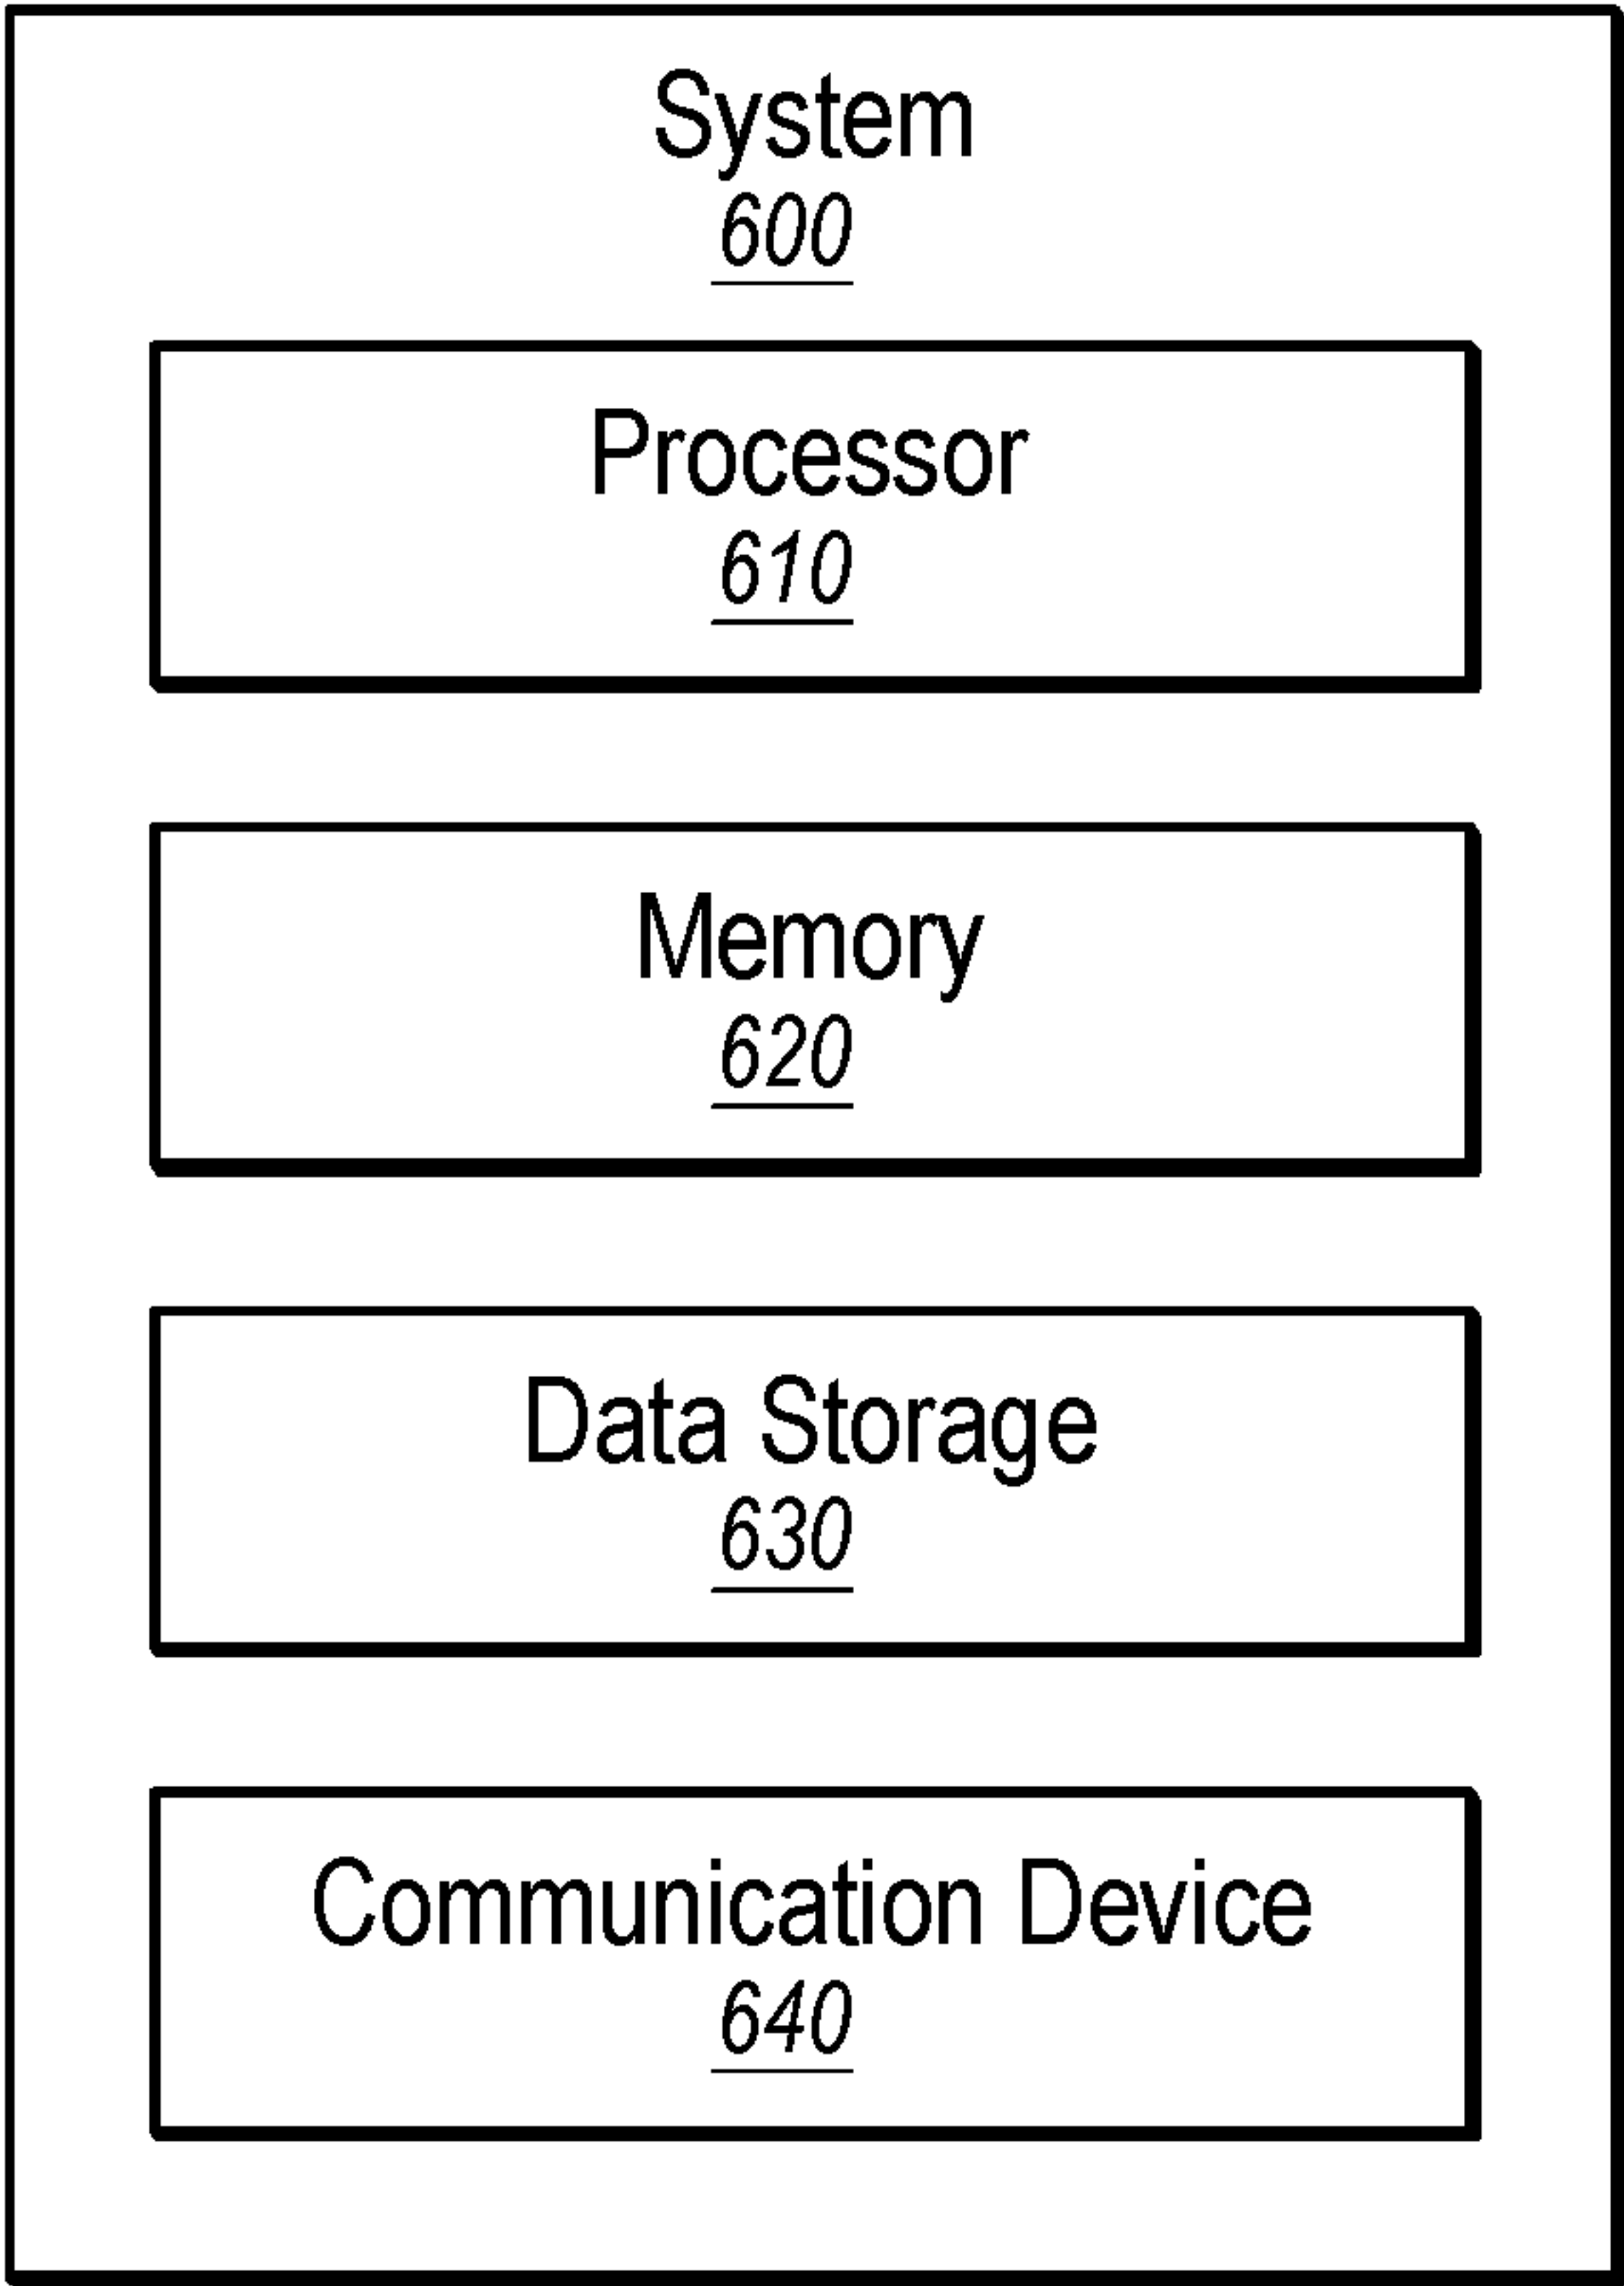 System
600
Processor
610
Memory
620
Data Storage
630
Communication Device
640